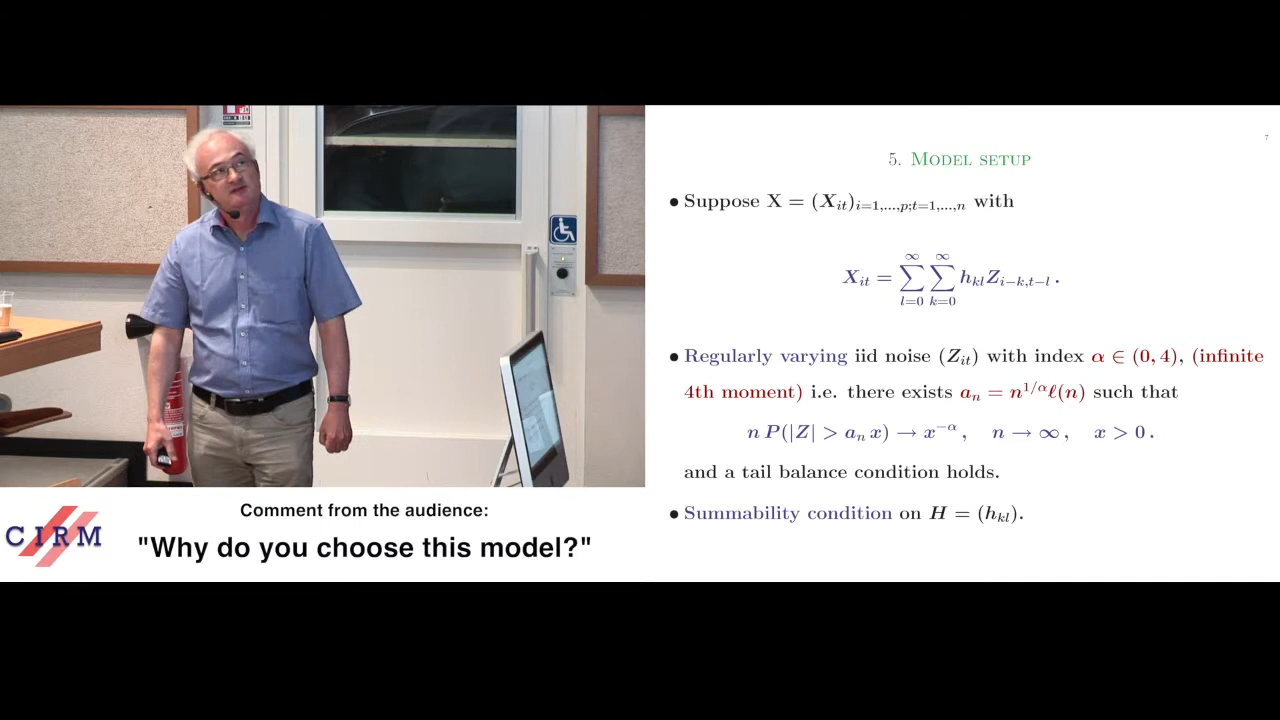 7
5. Model setup
• Suppose X = (X_{it})_{i=1,...,p;t=1,...,n} with
X_{it} = \sum_{l=0}^{∞} \sum_{k=0}^{∞} h_{kl} Z_{i−k,t−l} .
• Regularly varying iid noise (Z_{it}) with index α ∈ (0, 4), (infinite
4th moment) i.e. there exists a_n = n^{1/α}ℓ(n) such that
n P(|Z| > a_n x) → x^{−α} , n → ∞ , x > 0 .
and a tail balance condition holds.
• Summability condition on H = (h_{kl}).
CIRM
Comment from the audience:
"Why do you choose this model?"